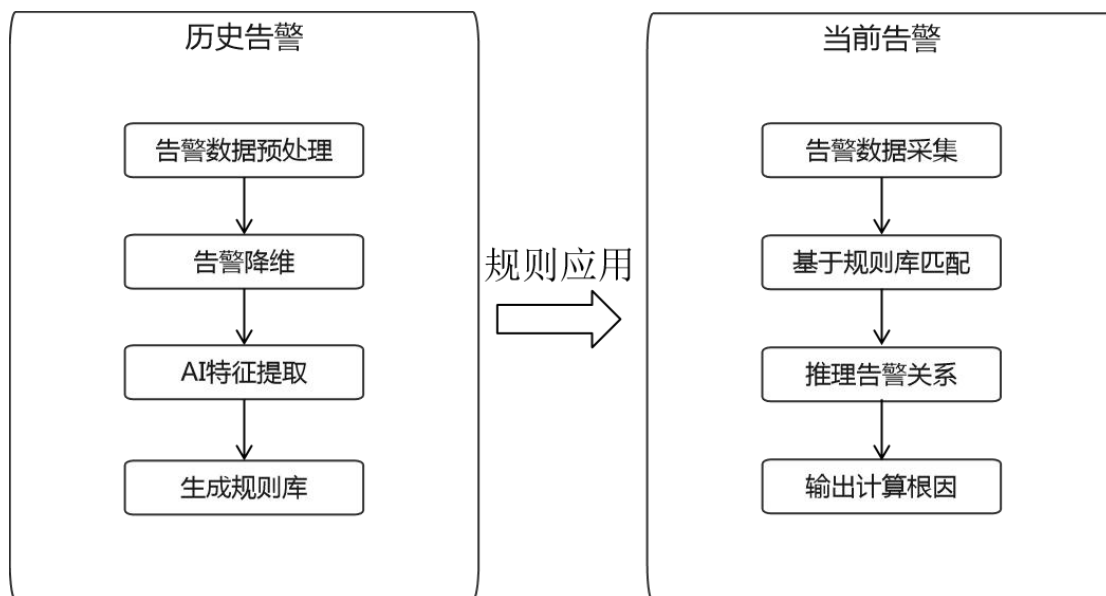 历史告警
告警数据预处理
告警降维
AI特征提取
生成规则库
规则应用
当前告警
告警数据采集
基于规则库匹配
推理告警关系
输出计算根因